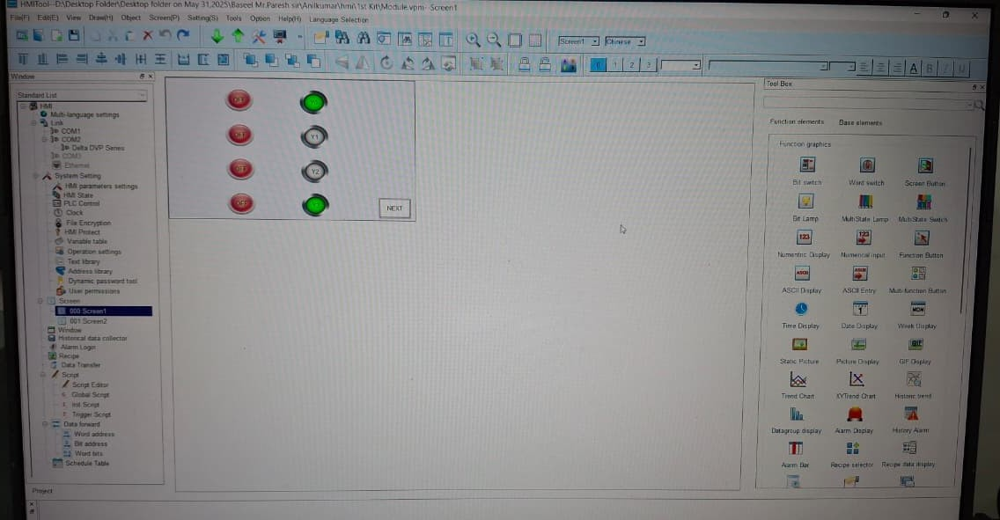 HMITool--D:\Desktop Folder\Desktop folder on May 31,2025\Baseel Mr.Paresh sir\Anilkumar\hmi\1st Kit\Module.vpm--Screen1
File(F) Edit(E) View Draw(H) Object Screen(P) Setting(S) Tools Option Help(H) Language Selection
Screen1 Chinese
0 1 2 3 A B I U
Window
Standard List
HMI
Multi-language settings
Link
COM1
COM2
Delta DVP Series
COM3
Ethernet
System Setting
HMI parameters settings
HMI State
PLC Control
Clock
File Encryption
HMI Protect
Variable table
Operation settings
Text library
Address library
Dynamic password tool
User permissions
Screen
000:Screen1
001:Screen2
Window
Historical data collector
Alarm Login
Recipe
Data Transfer
Script
Script Editor
Global Script
Init Script
Trigger Script
Data forward
Word address
Bit address
Word bits
Schedule Table
Project
OFF
OFF Y1
OFF Y2
OFF
NEXT
Tool Box
Function elements Base elements
Function graphics
Bit switch Word switch Screen Button
Bit Lamp MultiState Lamp MultiState Switch
123 123
Numentric Display Numerical input Function Button
ASCII ASCII
ASCII Display ASCII Entry Multi-function Button
1 MON
Time Display Date Display Week Display
GIF
Static Picture Picture Display GIF Display
Trend Chart XYTrend Chart Historic trend
Datagroup display Alarm Display History Alarm
Alarm Bar Recipe selector Recipe data display